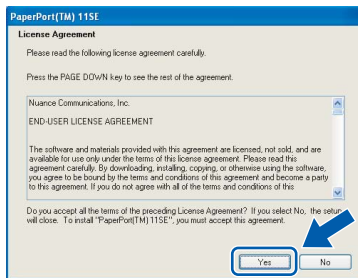 PaperPort(TM) 11SE
License Agreement
Please read the following license agreement carefully.
Press the PAGE DOWN key to see the rest of the agreement.
Nuance Communications, Inc.
END-USER LICENSE AGREEMENT
The software and materials provided with this agreement are licensed, not sold, and are
available for use only under the terms of this license agreement. Please read this
agreement carefully. By downloading, installing, copying, or otherwise using the software,
you agree to be bound by the terms and conditions of this agreement and become a party
to this agreement. If you do not agree with all of the terms and conditions of this
Do you accept all the terms of the preceding License Agreement? If you select No, the setup
will close. To install "PaperPort(TM) 11SE", you must accept this agreement.
Yes
No